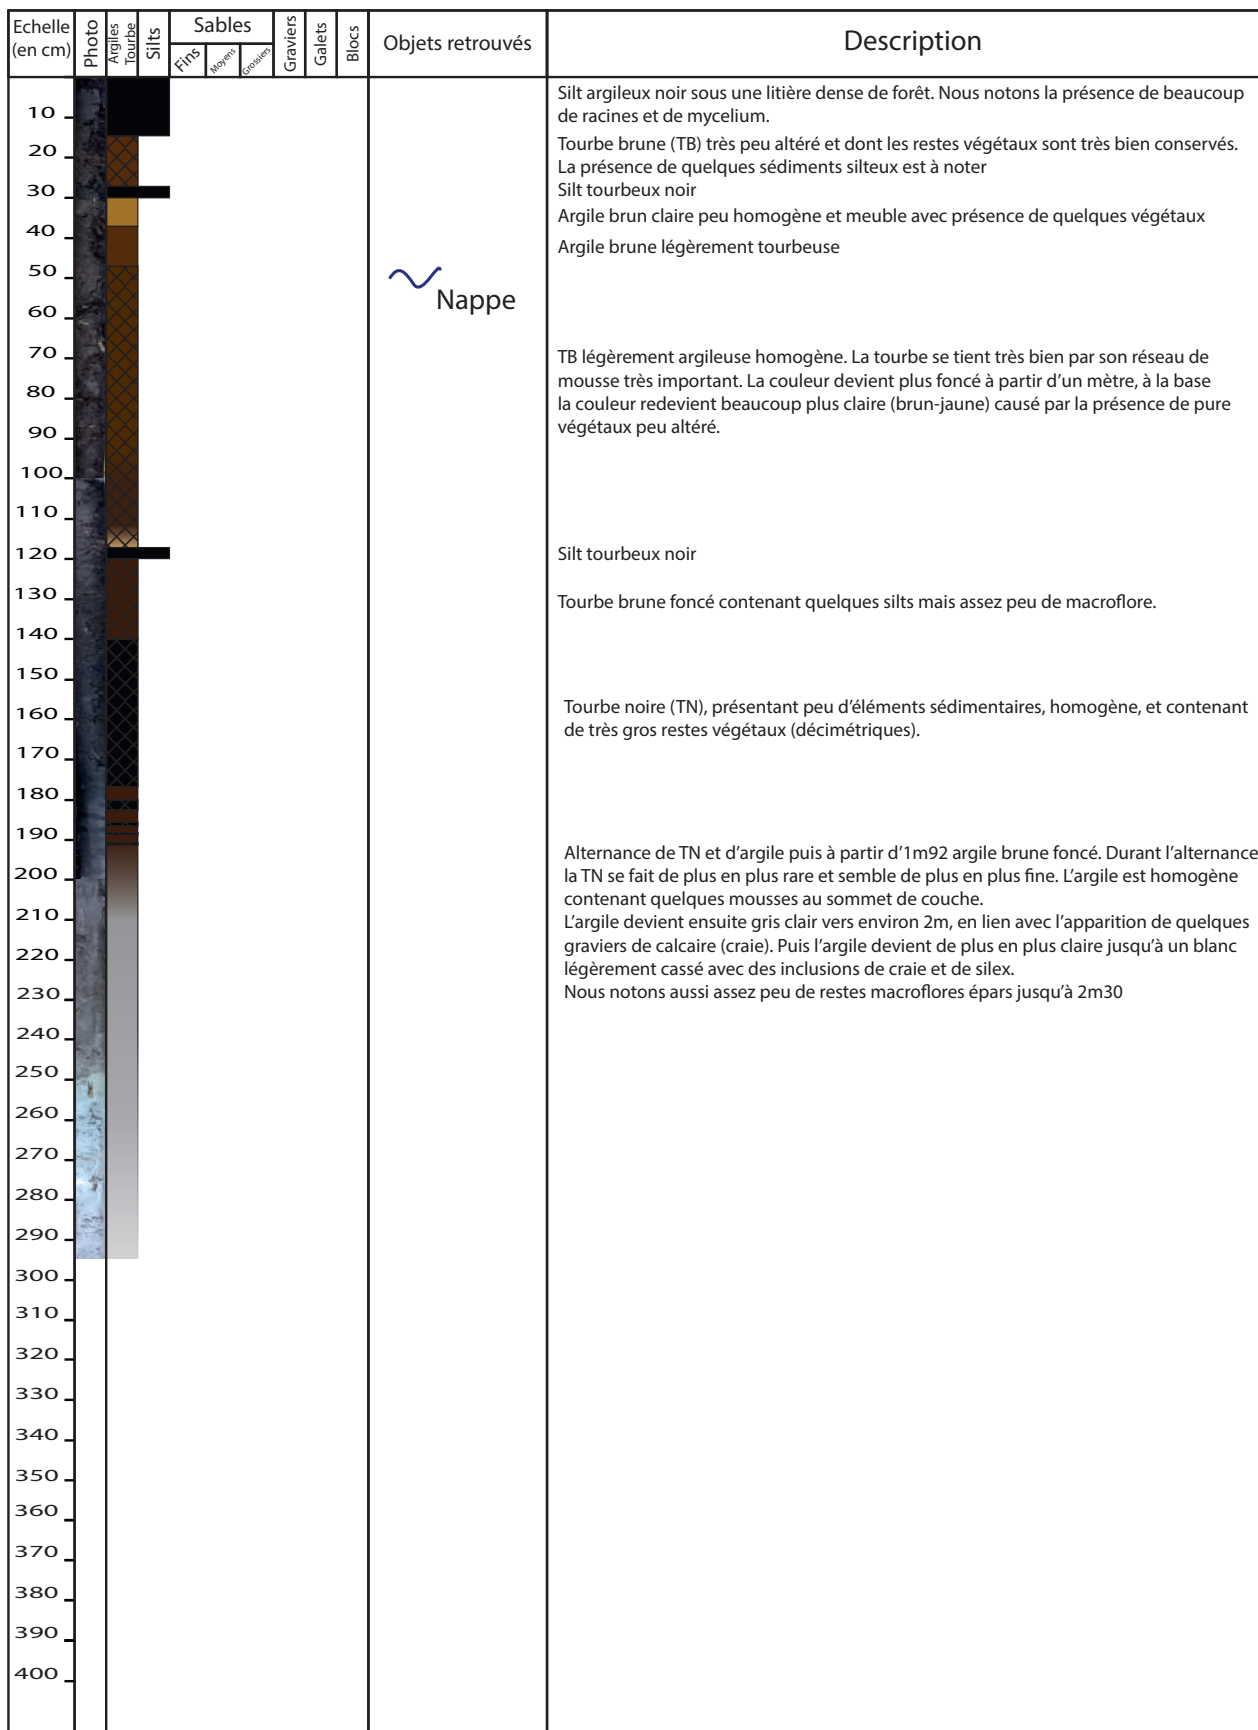 Echelle
(en cm)
Photo
Argiles
Tourbe
Silts
Sables
Fins
Moyens
Grossiers
Graviers
Galets
Blocs
Objets retrouvés
Description
10
20
30
40
50
60
70
80
90
100
110
120
130
140
150
160
170
180
190
200
210
220
230
240
250
260
270
280
290
300
310
320
330
340
350
360
370
380
390
400
Nappe
Silt argileux noir sous une litière dense de forêt. Nous notons la présence de beaucoup
de racines et de mycelium.
Tourbe brune (TB) très peu altéré et dont les restes végétaux sont très bien conservés.
La présence de quelques sédiments silteux est à noter
Silt tourbeux noir
Argile brun claire peu homogène et meuble avec présence de quelques végétaux
Argile brune légèrement tourbeuse
TB légèrement argileuse homogène. La tourbe se tient très bien par son réseau de
mousse très important. La couleur devient plus foncé à partir d'un mètre, à la base
la couleur redevient beaucoup plus claire (brun-jaune) causé par la présence de pure
végétaux peu altéré.
Silt tourbeux noir
Tourbe brune foncé contenant quelques silts mais assez peu de macroflore.
Tourbe noire (TN), présentant peu d'éléments sédimentaires, homogène, et contenant
de très gros restes végétaux (décimétriques).
Alternance de TN et d'argile puis à partir d'1m92 argile brune foncé. Durant l'alternance
la TN se fait de plus en plus rare et semble de plus en plus fine. L'argile est homogène
contenant quelques mousses au sommet de couche.
L'argile devient ensuite gris clair vers environ 2m, en lien avec l'apparition de quelques
graviers de calcaire (craie). Puis l'argile devient de plus en plus claire jusqu'à un blanc
légèrement cassé avec des inclusions de craie et de silex.
Nous notons aussi assez peu de restes macroflores épars jusqu'à 2m30